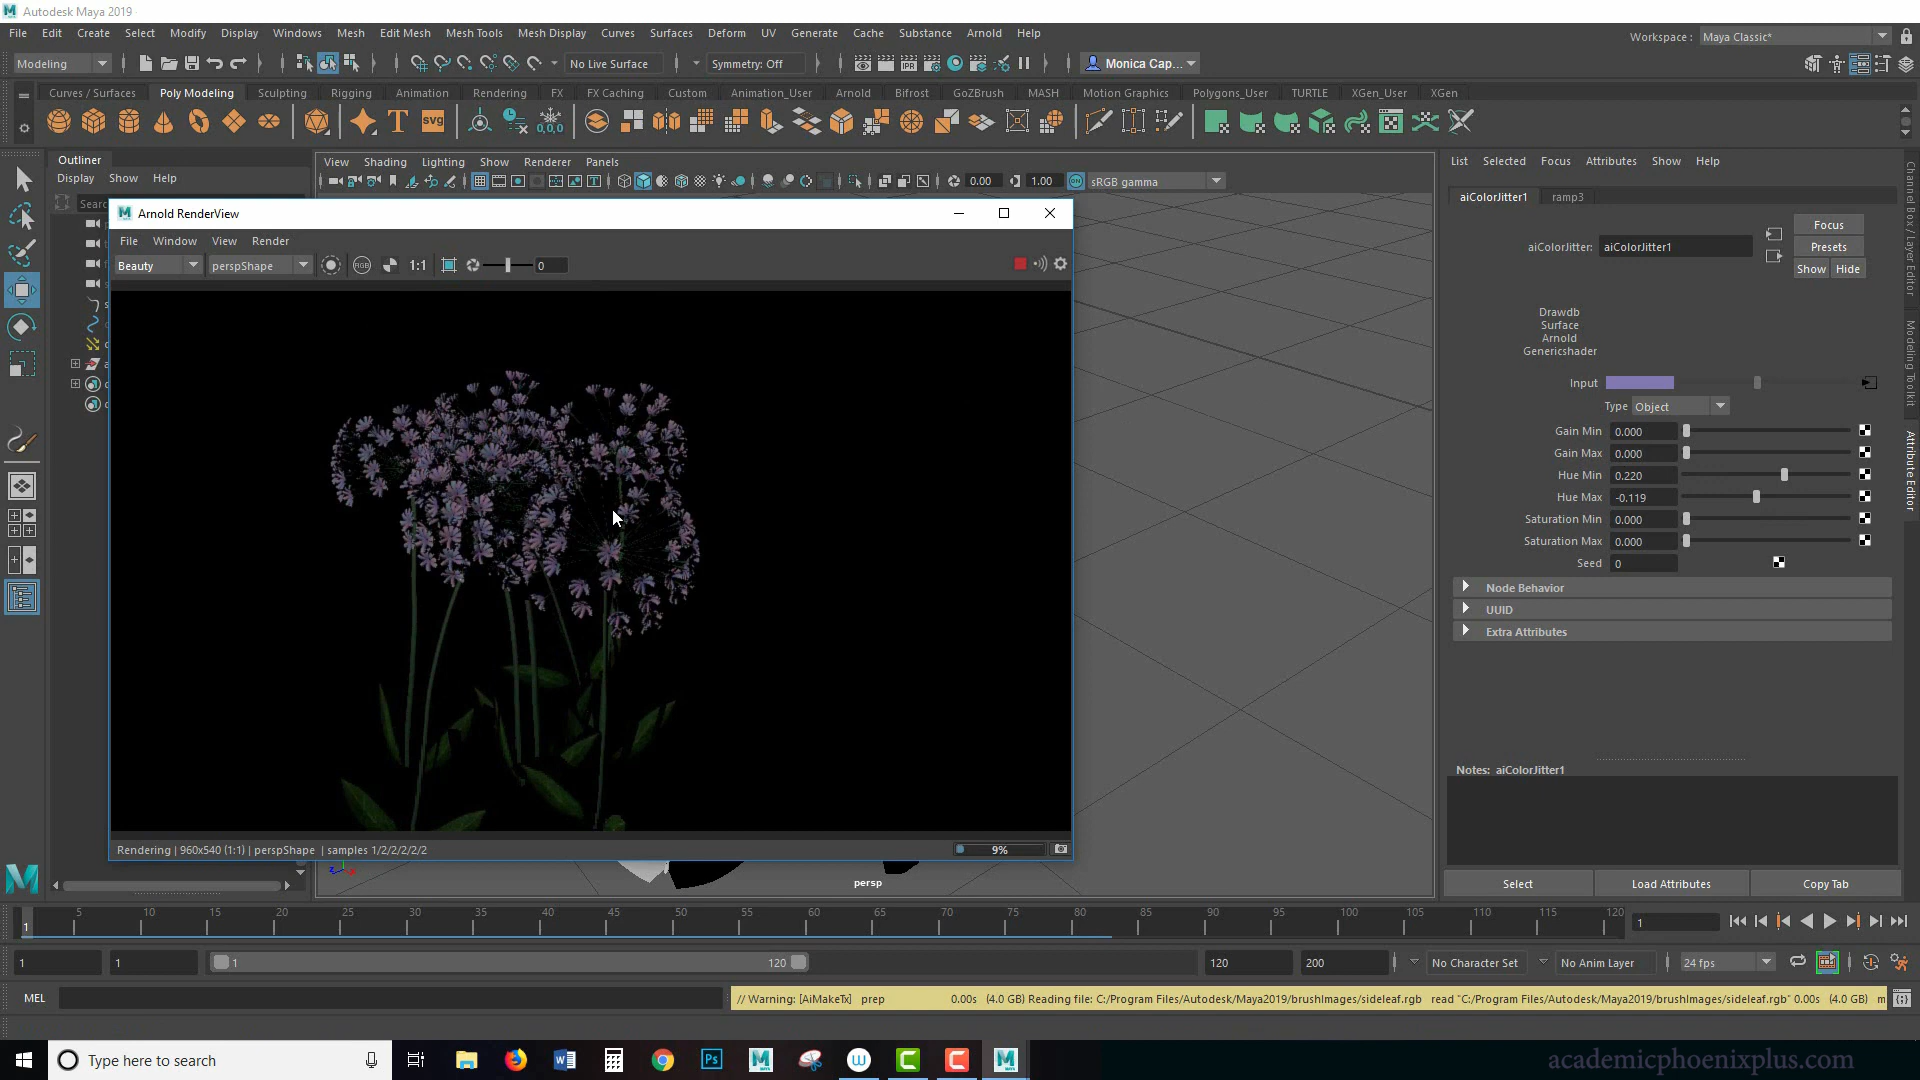 Autodesk Maya 2019
File Edit Create Select Modify Display Windows Mesh Edit Mesh Mesh Tools Mesh Display Curves Surfaces Deform UV Generate Cache Substance Arnold Help
Workspace : Maya Classic*
Modeling No Live Surface Symmetry: Off Monica Cap...
Curves / Surfaces Poly Modeling Sculpting Rigging Animation Rendering FX FX Caching Custom Animation_User Arnold Bifrost GoZBrush MASH Motion Graphics Polygons_User TURTLE XGen_User XGen
Outliner
Display Show Help
View Shading Lighting Show Renderer Panels
0.00 1.00 sRGB gamma
Arnold RenderView
File Window View Render
Beauty perspShape 1:1 0
Rendering | 960x540 (1:1) | perspShape | samples 1/2/2/2/2/2
9%
persp
List Selected Focus Attributes Show Help
aiColorJitter1 ramp3
aiColorJitter: aiColorJitter1
Focus
Presets
Show Hide
Drawdb
Surface
Arnold
Genericshader
Input
Type Object
Gain Min 0.000
Gain Max 0.000
Hue Min 0.220
Hue Max -0.119
Saturation Min 0.000
Saturation Max 0.000
Seed 0
Node Behavior
UUID
Extra Attributes
Notes: aiColorJitter1
Select Load Attributes Copy Tab
Channel Box / Layer Editor
Modeling Toolkit
Attribute Editor
1 5 10 15 20 25 30 35 40 45 50 55 60 65 70 75 80 85 90 95 100 105 110 115 120 1
1 1 1 120 120 200 No Character Set No Anim Layer 24 fps
MEL // Warning: [AiMakeTx] prep 0.00s (4.0 GB) Reading file: C:/Program Files/Autodesk/Maya2019/brushImages/sideleaf.rgb read "C:/Program Files/Autodesk/Maya2019/brushImages/sideleaf.rgb" 0.00s (4.0 GB) m
Type here to search
academicphoenixplus.com